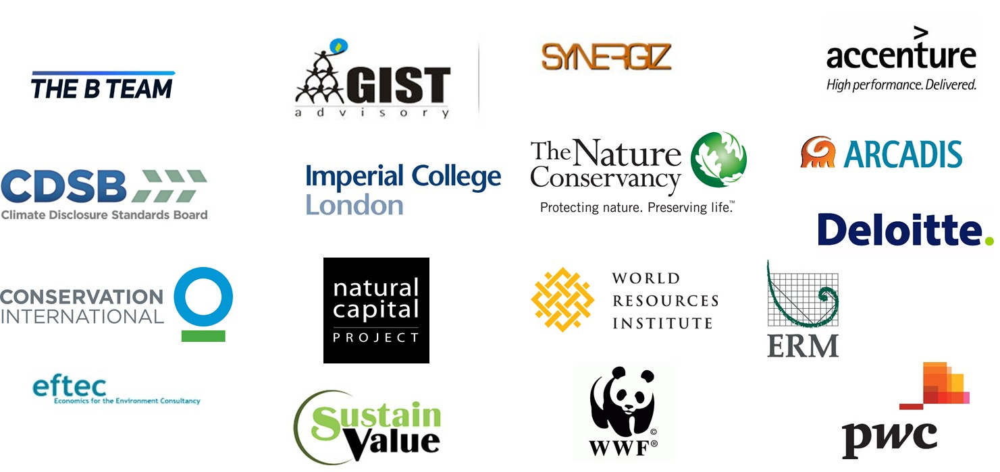 THE B TEAM
GIST
advisory
SYNERGIZ
>
accenture
High performance. Delivered.
CDSB
Climate Disclosure Standards Board
Imperial College
London
The Nature
Conservancy
Protecting nature. Preserving life.™
ARCADIS
Deloitte.
CONSERVATION
INTERNATIONAL
natural
capital
PROJECT
WORLD
RESOURCES
INSTITUTE
ERM
eftec
Economics for the Environment Consultancy
Sustain
Value
©
WWF®
pwc